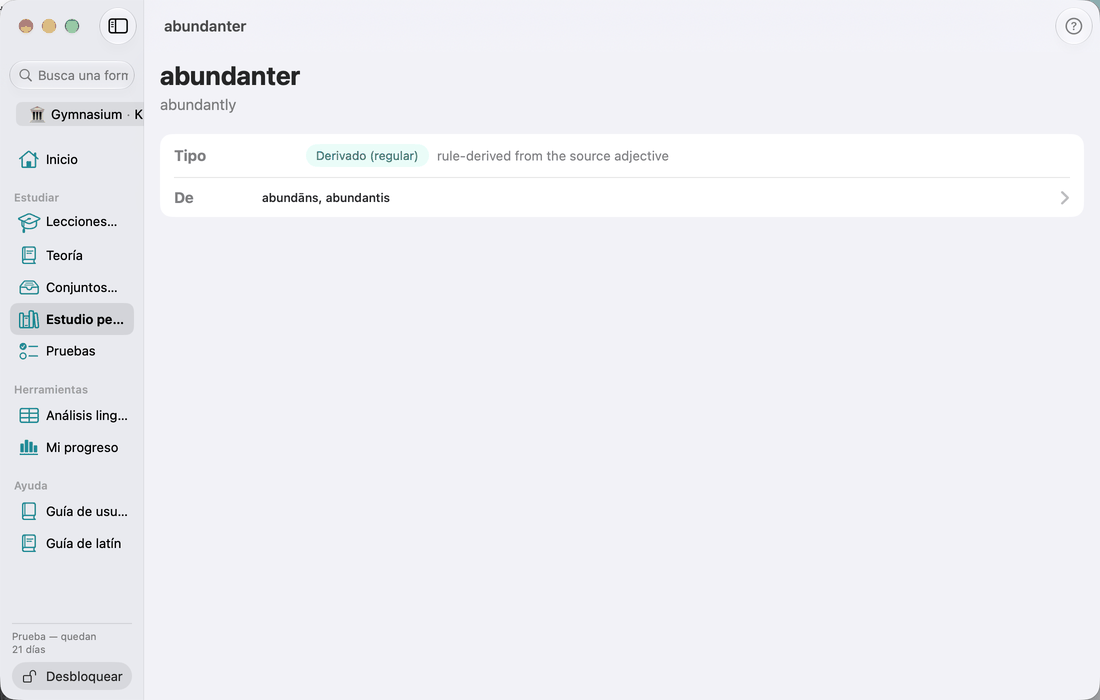 abundanter
Busca una forn
Gymnasium · K
Inicio
Estudiar
Lecciones...
Teoría
Conjuntos...
Estudio pe...
Pruebas
Herramientas
Análisis ling...
Mi progreso
Ayuda
Guía de usu...
Guía de latín
Prueba — quedan
21 días
Desbloquear
?
abundanter
abundantly
Tipo Derivado (regular) rule-derived from the source adjective
De abundāns, abundantis